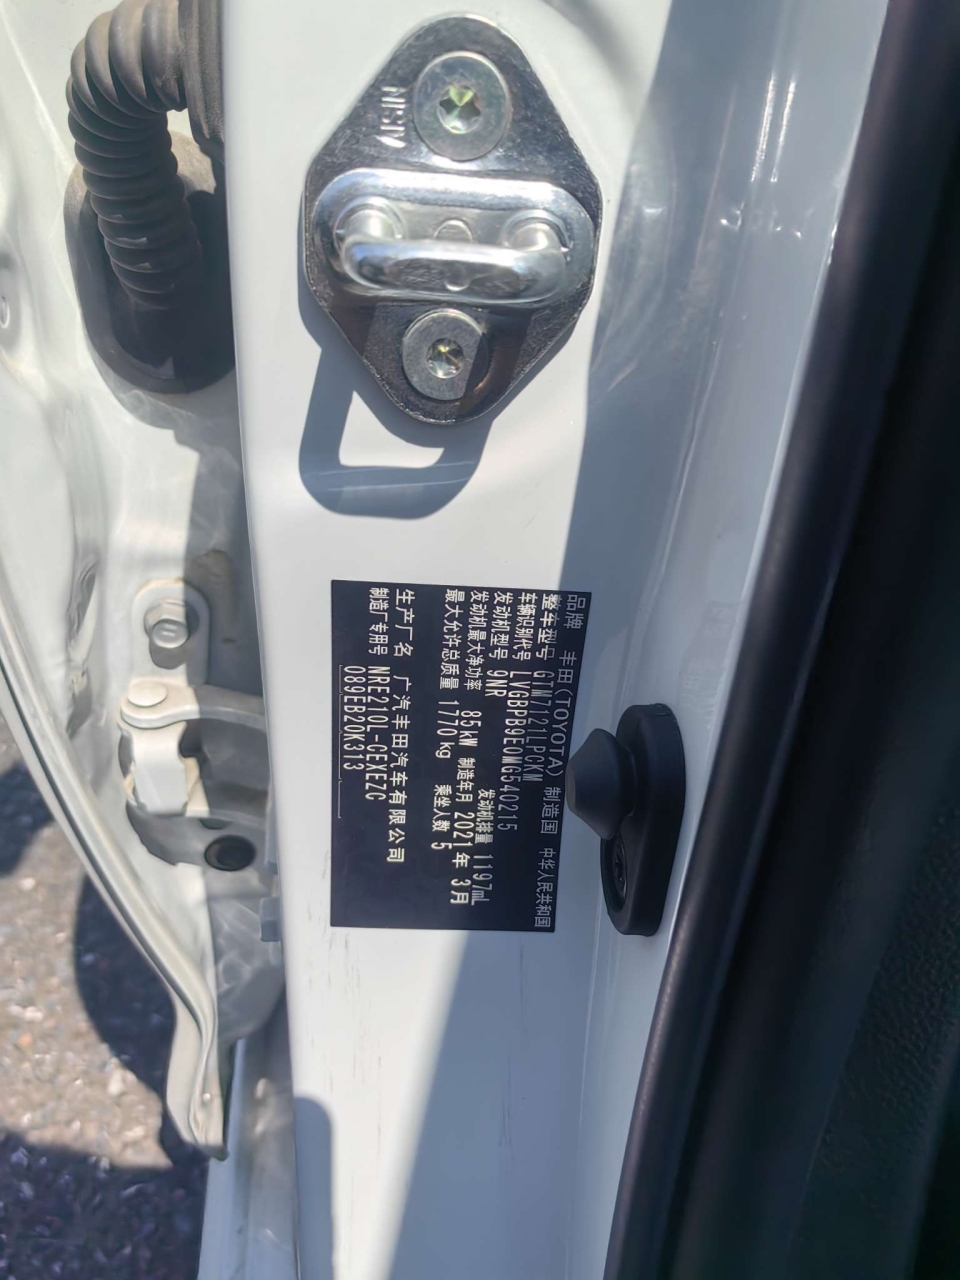 AISIN
品牌 丰田(TOYOTA) 制造国 中华人民共和国
整车型号 GTM7121LPCKM
车辆识别代号 LVGBPB9E0MG540215
发动机型号 9NR 发动机排量 1197mL
发动机最大净功率 85kW 制造年月 2021年 3月
最大允许总质量 1770kg 乘坐人数 5
生产厂名 广汽丰田汽车有限公司
制造厂专用号 NRE210L-CEXEZC
089EB20K313